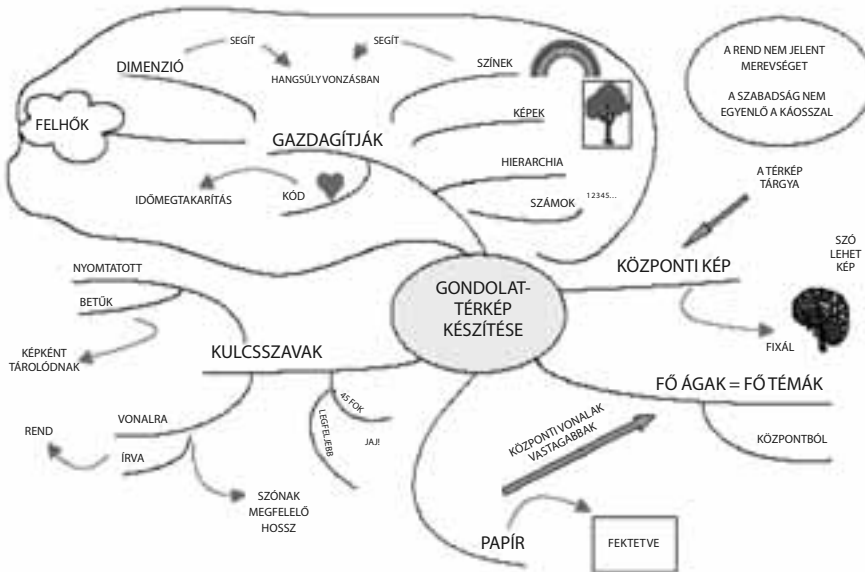 DIMENZIÓ
SEGÍT
SEGÍT
HANGSÚLY VONZÁSBAN
SZÍNEK
FELHŐK
GAZDAGÍTJÁK
KÉPEK
HIERARCHIA
IDŐMEGTAKARÍTÁS
KÓD
SZÁMOK
12345...
A REND NEM JELENT
MEREVSÉGET
A SZABADSÁG NEM
EGYENLŐ A KÁOSSZAL
A TÉRKÉP
TÁRGYA
KÖZPONTI KÉP
SZÓ
LEHET
KÉP
FIXÁL
GONDOLAT-
TÉRKÉP
KÉSZÍTÉSE
NYOMTATOTT
BETŰK
KÉPKÉNT
TÁROLÓDNAK
KULCSSZAVAK
VONALRA
REND
ÍRVA
SZÓNAK
MEGFELELŐ
HOSSZ
45 FOK
LEGFELJEBB
JAJ!
FŐ ÁGAK = FŐ TÉMÁK
KÖZPONTBÓL
KÖZPONTI VONALAK
VASTAGABBAK
PAPÍR
FEKTETVE